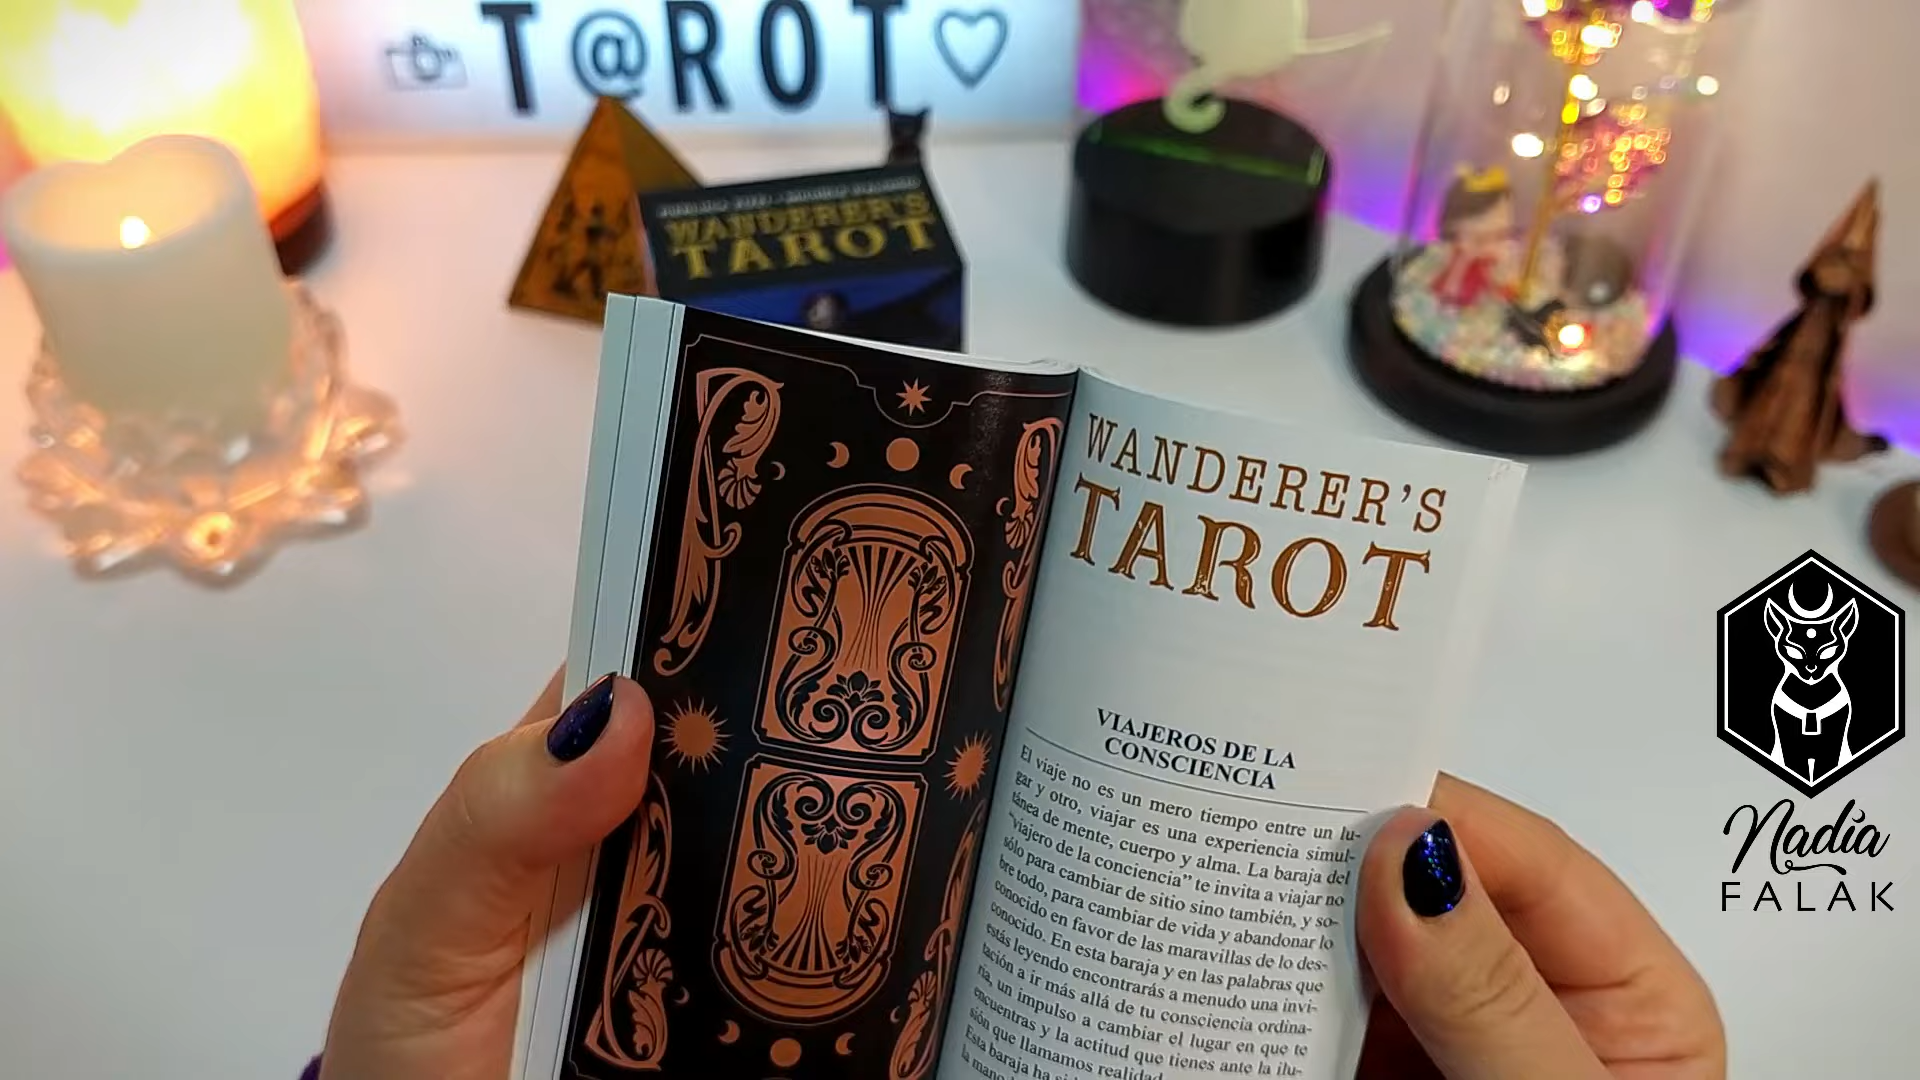 T@ROT
WANDERER'S
TAROT
WANDERER'S
TAROT
VIAJEROS DE LA
CONSCIENCIA
El viaje no es un mero tiempo entre un lu-
gar y otro, viajar es una experiencia simul-
tánea de mente, cuerpo y alma. La baraja del
“viajero de la conciencia” te invita a viajar no
sólo para cambiar de sitio sino también, y so-
bre todo, para cambiar de vida y abandonar lo
conocido en favor de las maravillas de lo des-
conocido. En esta baraja y en las palabras que
estás leyendo encontrarás a menudo una invi-
tación a ir más allá de tu consciencia ordina-
ria, un impulso a cambiar el lugar en que te
encuentras y la actitud que tienes ante la ilu-
sión que llamamos realidad.
Esta baraja ha
la mano
Nadia
FALAK